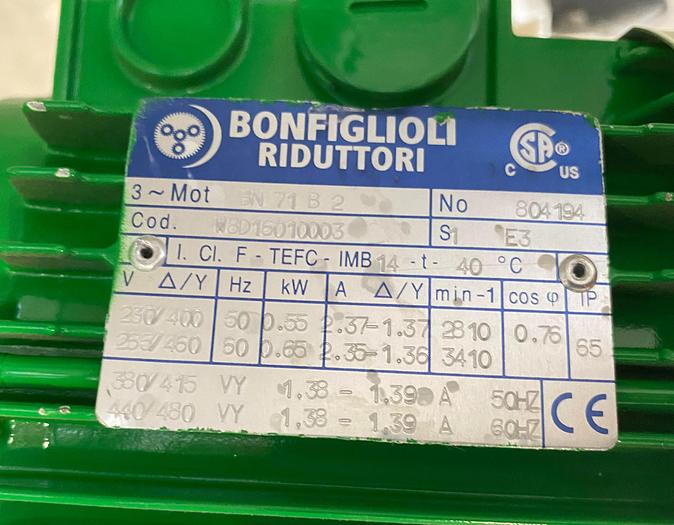 BONFIGLIOLI
RIDUTTORI
CSA ®
C US
3~Mot BN 71 B 2 No 804194
Cod. W8D16010003 S1 E3
I. Cl. F - TEFC - IMB 14 -t- 40 °C
V Δ/Y Hz kW A Δ/Y min-1 cos φ IP
230/400 50 0.55 2.37-1.37 2810 0.76 65
265/460 60 0.65 2.35-1.36 3410
380/415 VY 1.38 - 1.39 A 50HZ
440/480 VY 1.38 - 1.39 A 60HZ
CE